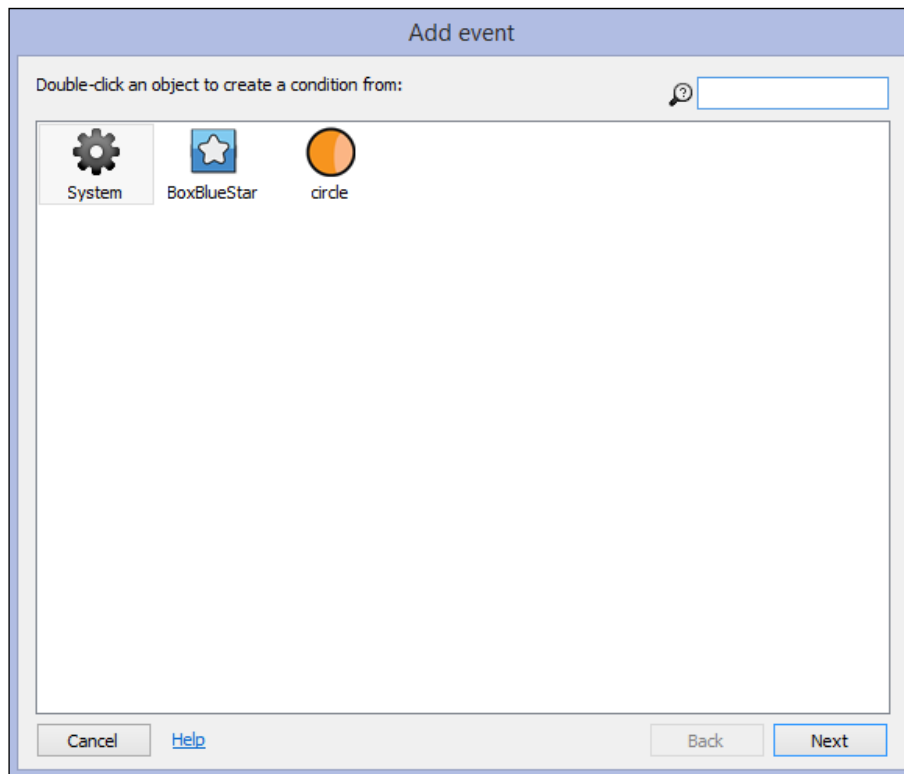 Add event
Double-click an object to create a condition from:
System BoxBlueStar circle
Cancel Help Back Next